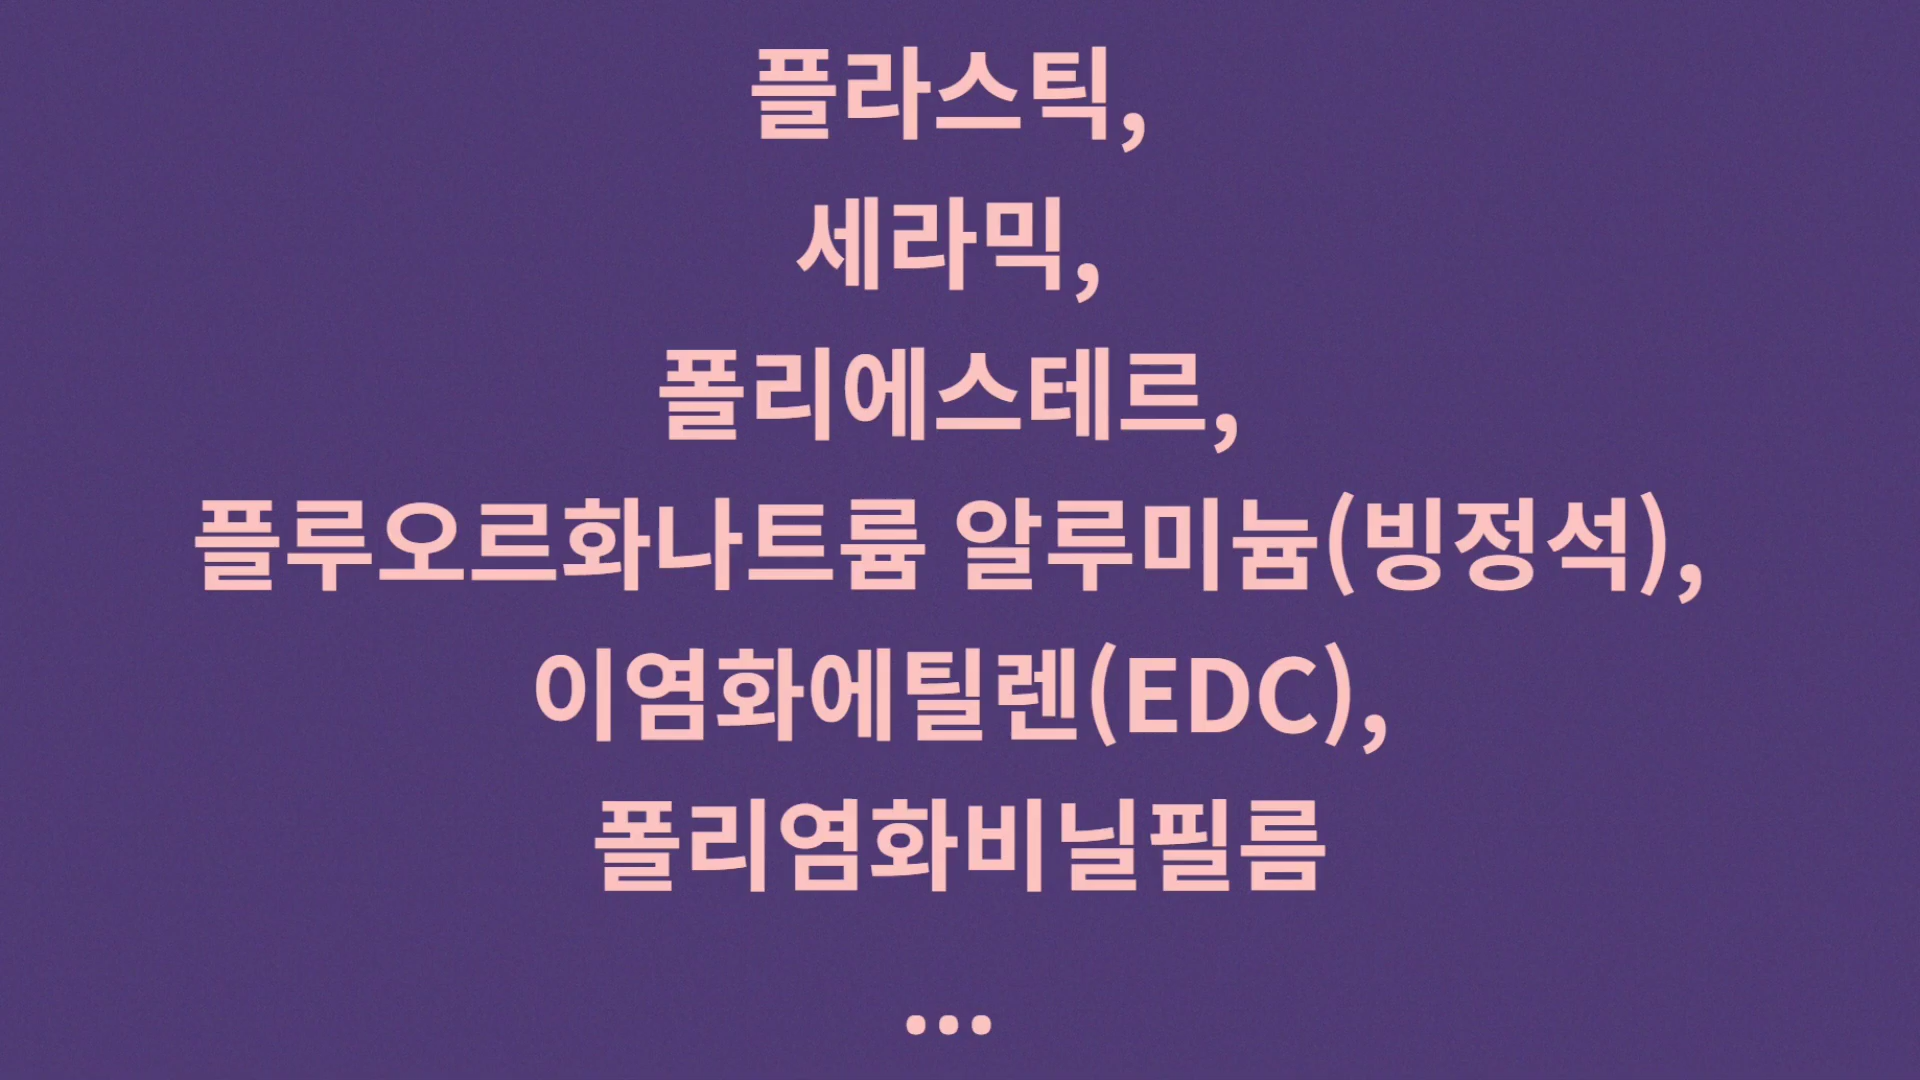 플라스틱,
세라믹,
폴리에스테르,
플루오르화나트륨 알루미늄(빙정석),
이염화에틸렌(EDC),
폴리염화비닐필름
...